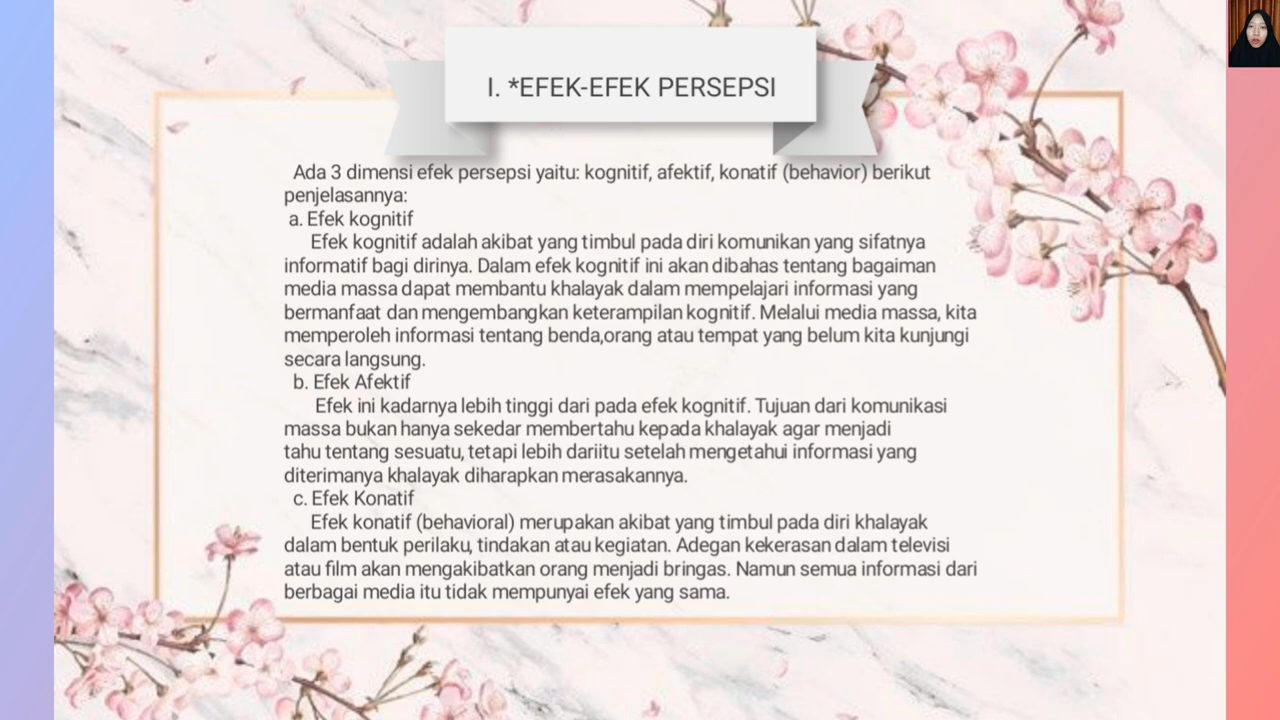 I. *EFEK-EFEK PERSEPSI
Ada 3 dimensi efek persepsi yaitu: kognitif, afektif, konatif (behavior) berikut
penjelasannya:
a. Efek kognitif
Efek kognitif adalah akibat yang timbul pada diri komunikan yang sifatnya
informatif bagi dirinya. Dalam efek kognitif ini akan dibahas tentang bagaiman
media massa dapat membantu khalayak dalam mempelajari informasi yang
bermanfaat dan mengembangkan keterampilan kognitif. Melalui media massa, kita
memperoleh informasi tentang benda,orang atau tempat yang belum kita kunjungi
secara langsung.
b. Efek Afektif
Efek ini kadarnya lebih tinggi dari pada efek kognitif. Tujuan dari komunikasi
massa bukan hanya sekedar membertahu kepada khalayak agar menjadi
tahu tentang sesuatu, tetapi lebih dariitu setelah mengetahui informasi yang
diterimanya khalayak diharapkan merasakannya.
c. Efek Konatif
Efek konatif (behavioral) merupakan akibat yang timbul pada diri khalayak
dalam bentuk perilaku, tindakan atau kegiatan. Adegan kekerasan dalam televisi
atau film akan mengakibatkan orang menjadi bringas. Namun semua informasi dari
berbagai media itu tidak mempunyai efek yang sama.